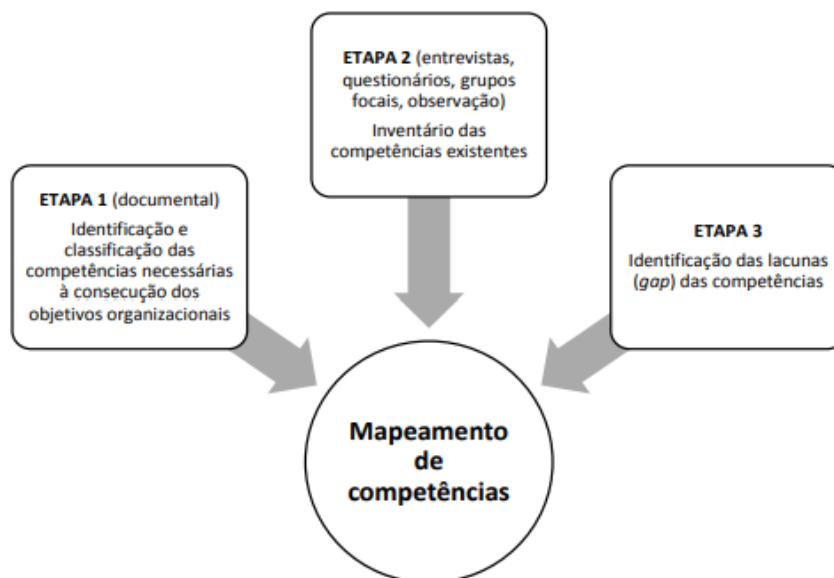 ETAPA 1 (documental)
Identificação e
classificação das
competências necessárias
à consecução dos
objetivos organizacionais
ETAPA 2 (entrevistas,
questionários, grupos
focais, observação)
Inventário das
competências existentes
ETAPA 3
Identificação das lacunas
(gap) das competências
Mapeamento
de
competências